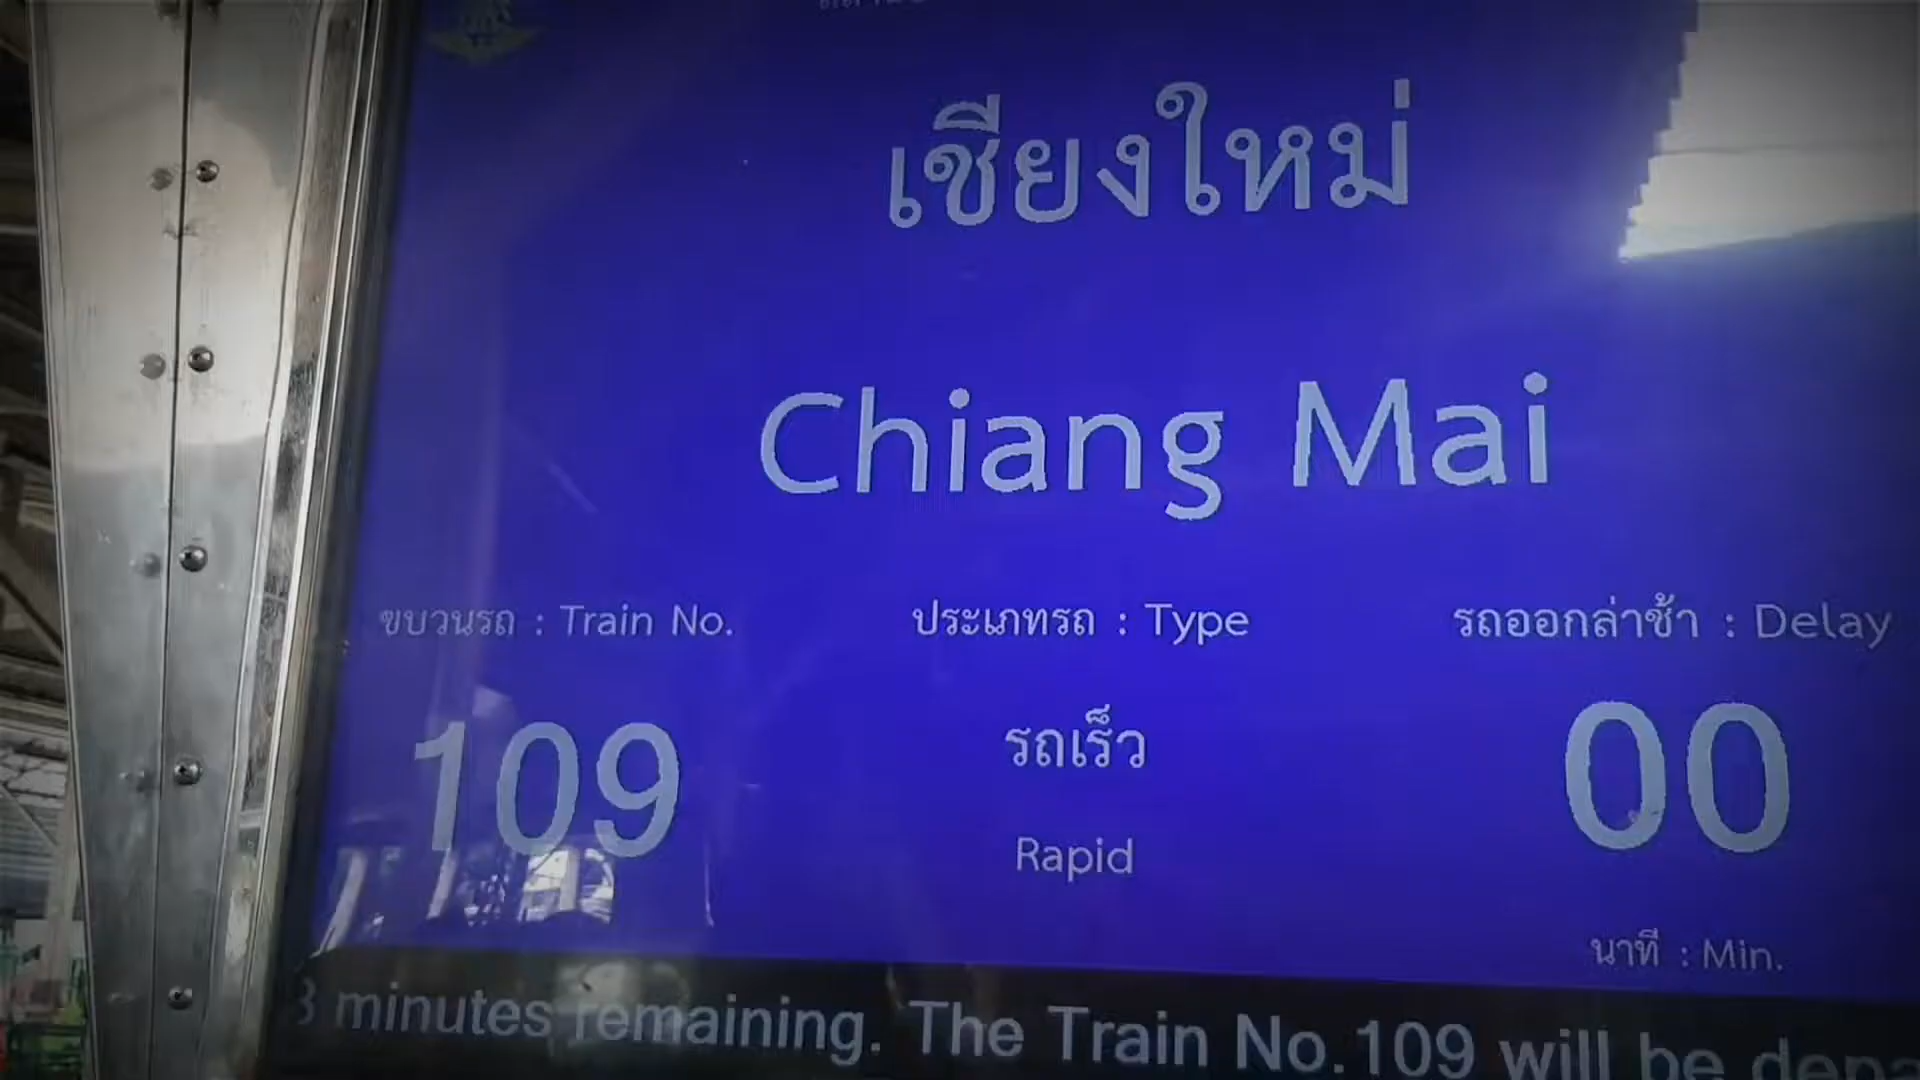 เชียงใหม่
Chiang Mai
ขบวนรถ : Train No.
ประเภทรถ : Type
รถออกล่าช้า : Delay
109
รถเร็ว
Rapid
00
นาที : Min.
3 minutes remaining. The Train No.109 will be